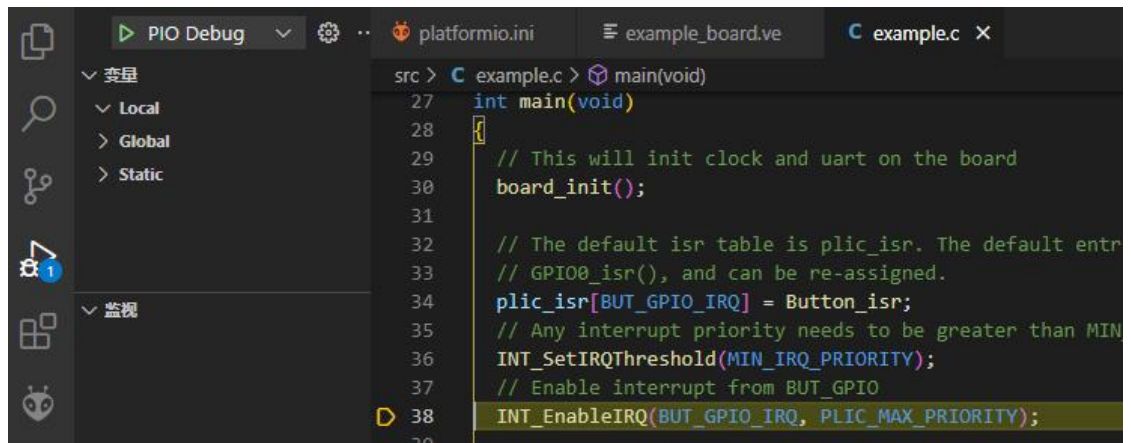 PIO Debug
platformio.ini
example_board.ve
C example.c
变量
src > C example.c > main(void)
Local
Global
Static
27 int main(void)
28 {
29 // This will init clock and uart on the board
30 board_init();
31
32 // The default isr table is plic_isr. The default entr
33 // GPIO0_isr(), and can be re-assigned.
34 plic_isr[BUT_GPIO_IRQ] = Button_isr;
35 // Any interrupt priority needs to be greater than MIN_
36 INT_SetIRQThreshold(MIN_IRQ_PRIORITY);
37 // Enable interrupt from BUT_GPIO
38 INT_EnableIRQ(BUT_GPIO_IRQ, PLIC_MAX_PRIORITY);
1
监视